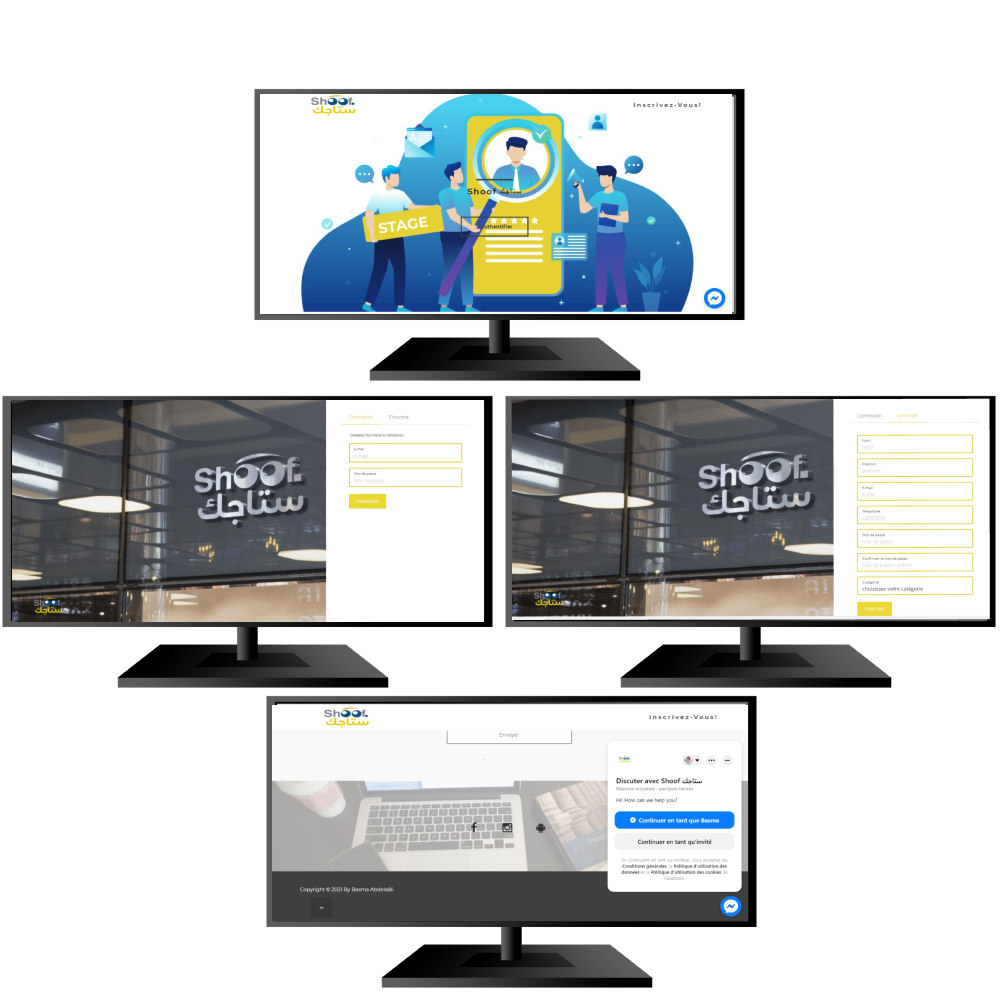 Shoof.
ستاجك
Inscrivez-Vous!
STAGE
Shoof ستاجك
S'authentifier
Connexion
S'inscrire
CONNECTEZ-VOUS CI-DESSOUS :
E-mail
E-mail
Mot de passe
Mot de passe
Connexion
Shoof.
ستاجك
Shoof.
ستاجك
Connexion
S'inscrire
Nom
Nom
Prénom
prénom
E-mail
Email
Telephone
Mot de passe
Mot de passe
Confirmer le mot de passe
Mot de passe confirm
Catégorie
choisissez votre catégorie
S'inscrire
Shoof.
ستاجك
Shoof.
ستاجك
Shoof.
ستاجك
Inscrivez-Vous!
Envoyer
Discuter avec Shoof ستاجك
Réponse moyenne : quelques heures
Hi! How can we help you?
Continuer en tant que Basma
Continuer en tant qu'invité
En continuant en tant qu'invité(e), vous acceptez les
Conditions générales, la Politique d'utilisation des
données et la Politique d'utilisation des cookies de
Facebook.
Copyright © 2021 By Basma Abdelaâli